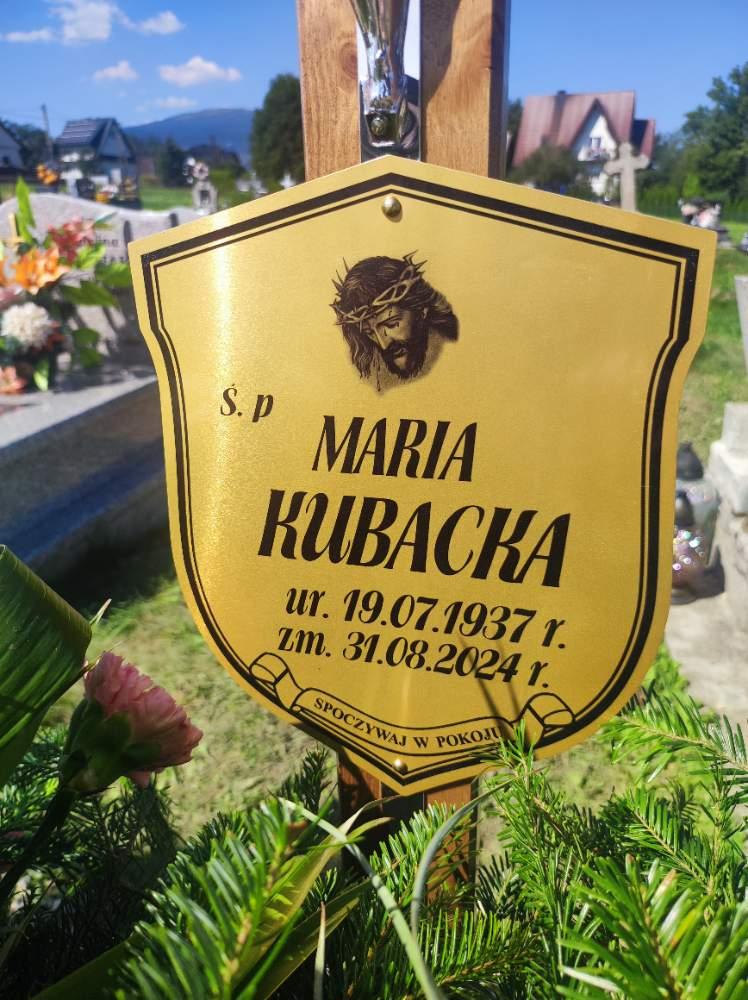 Ś. p
MARIA
KUBACKA
ur. 19.07.1937 r.
zm. 31.08.2024 r.
SPOCZYWAJ W POKOJU